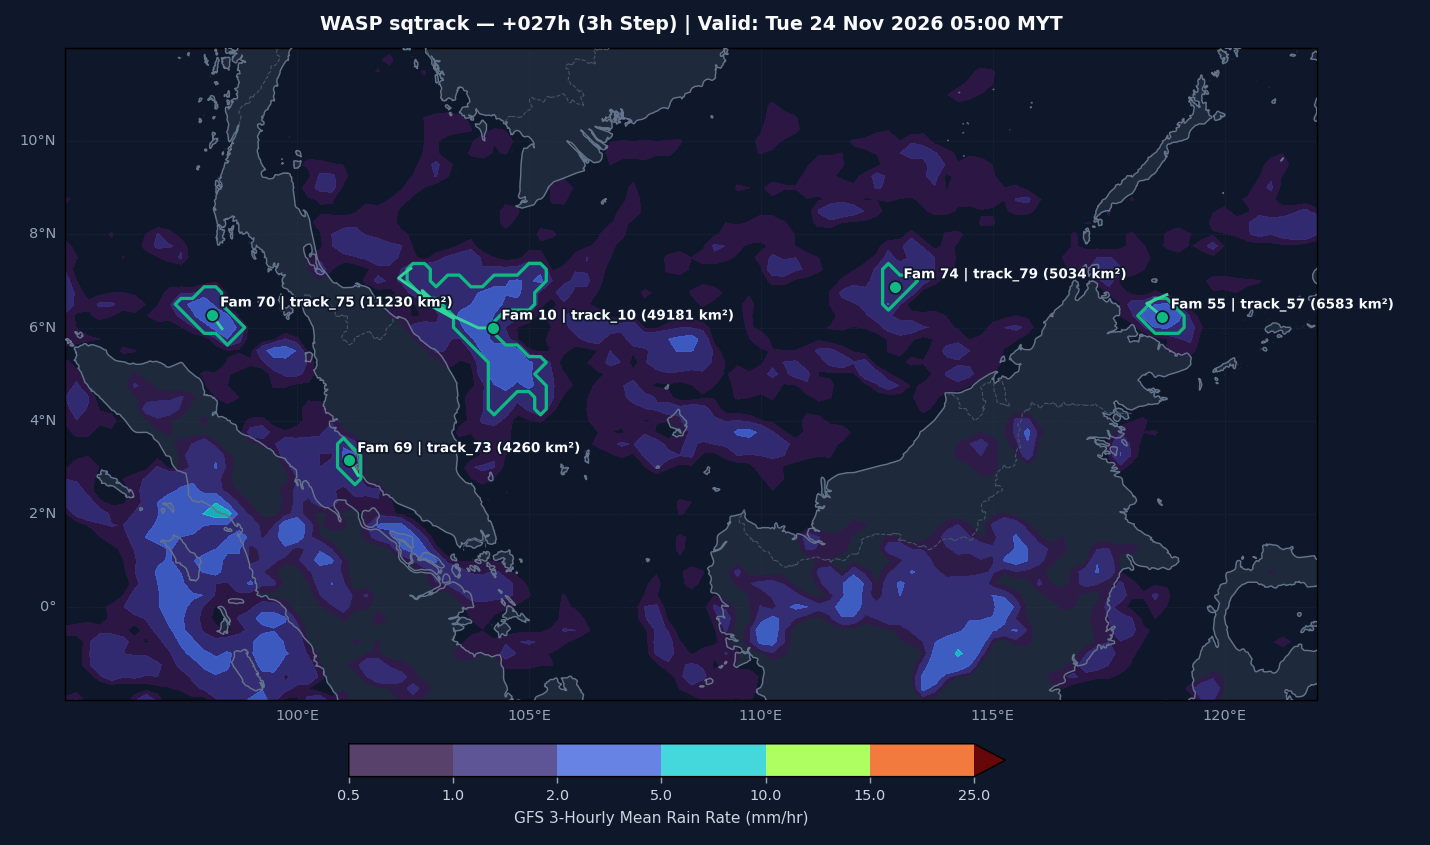 WASP sqtrack — +027h (3h Step) | Valid: Tue 24 Nov 2026 05:00 MYT
10°N
8°N
6°N
4°N
2°N
0°
Fam 74 | track_79 (5034 km²)
Fam 70 | track_75 (11230 km²)
Fam 55 | track_57 (6583 km²)
Fam 10 | track_10 (49181 km²)
Fam 69 | track_73 (4260 km²)
100°E
105°E
110°E
115°E
120°E
0.5
1.0
2.0
5.0
10.0
15.0
25.0
GFS 3-Hourly Mean Rain Rate (mm/hr)